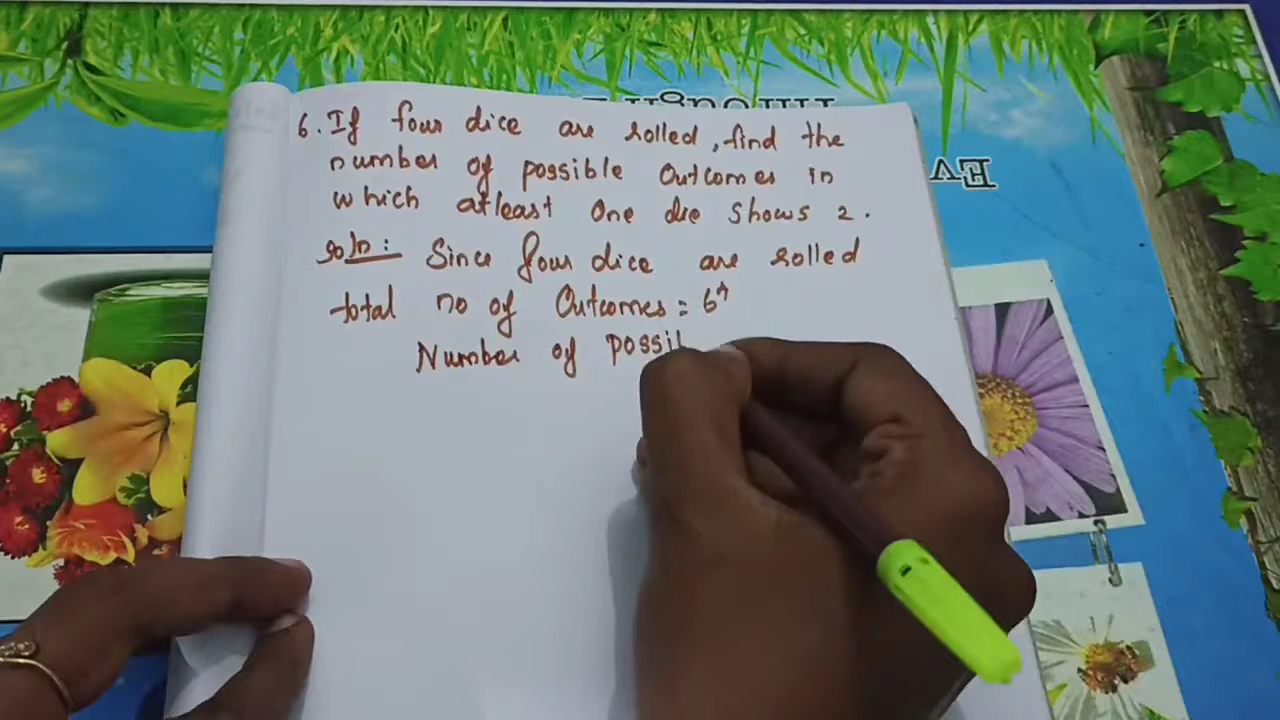 6. If four dice are rolled, find the
number of possible outcomes in
which atleast one die shows 2.
soln: Since four dice are rolled
total no of Outcomes = 6⁴
Number of possib